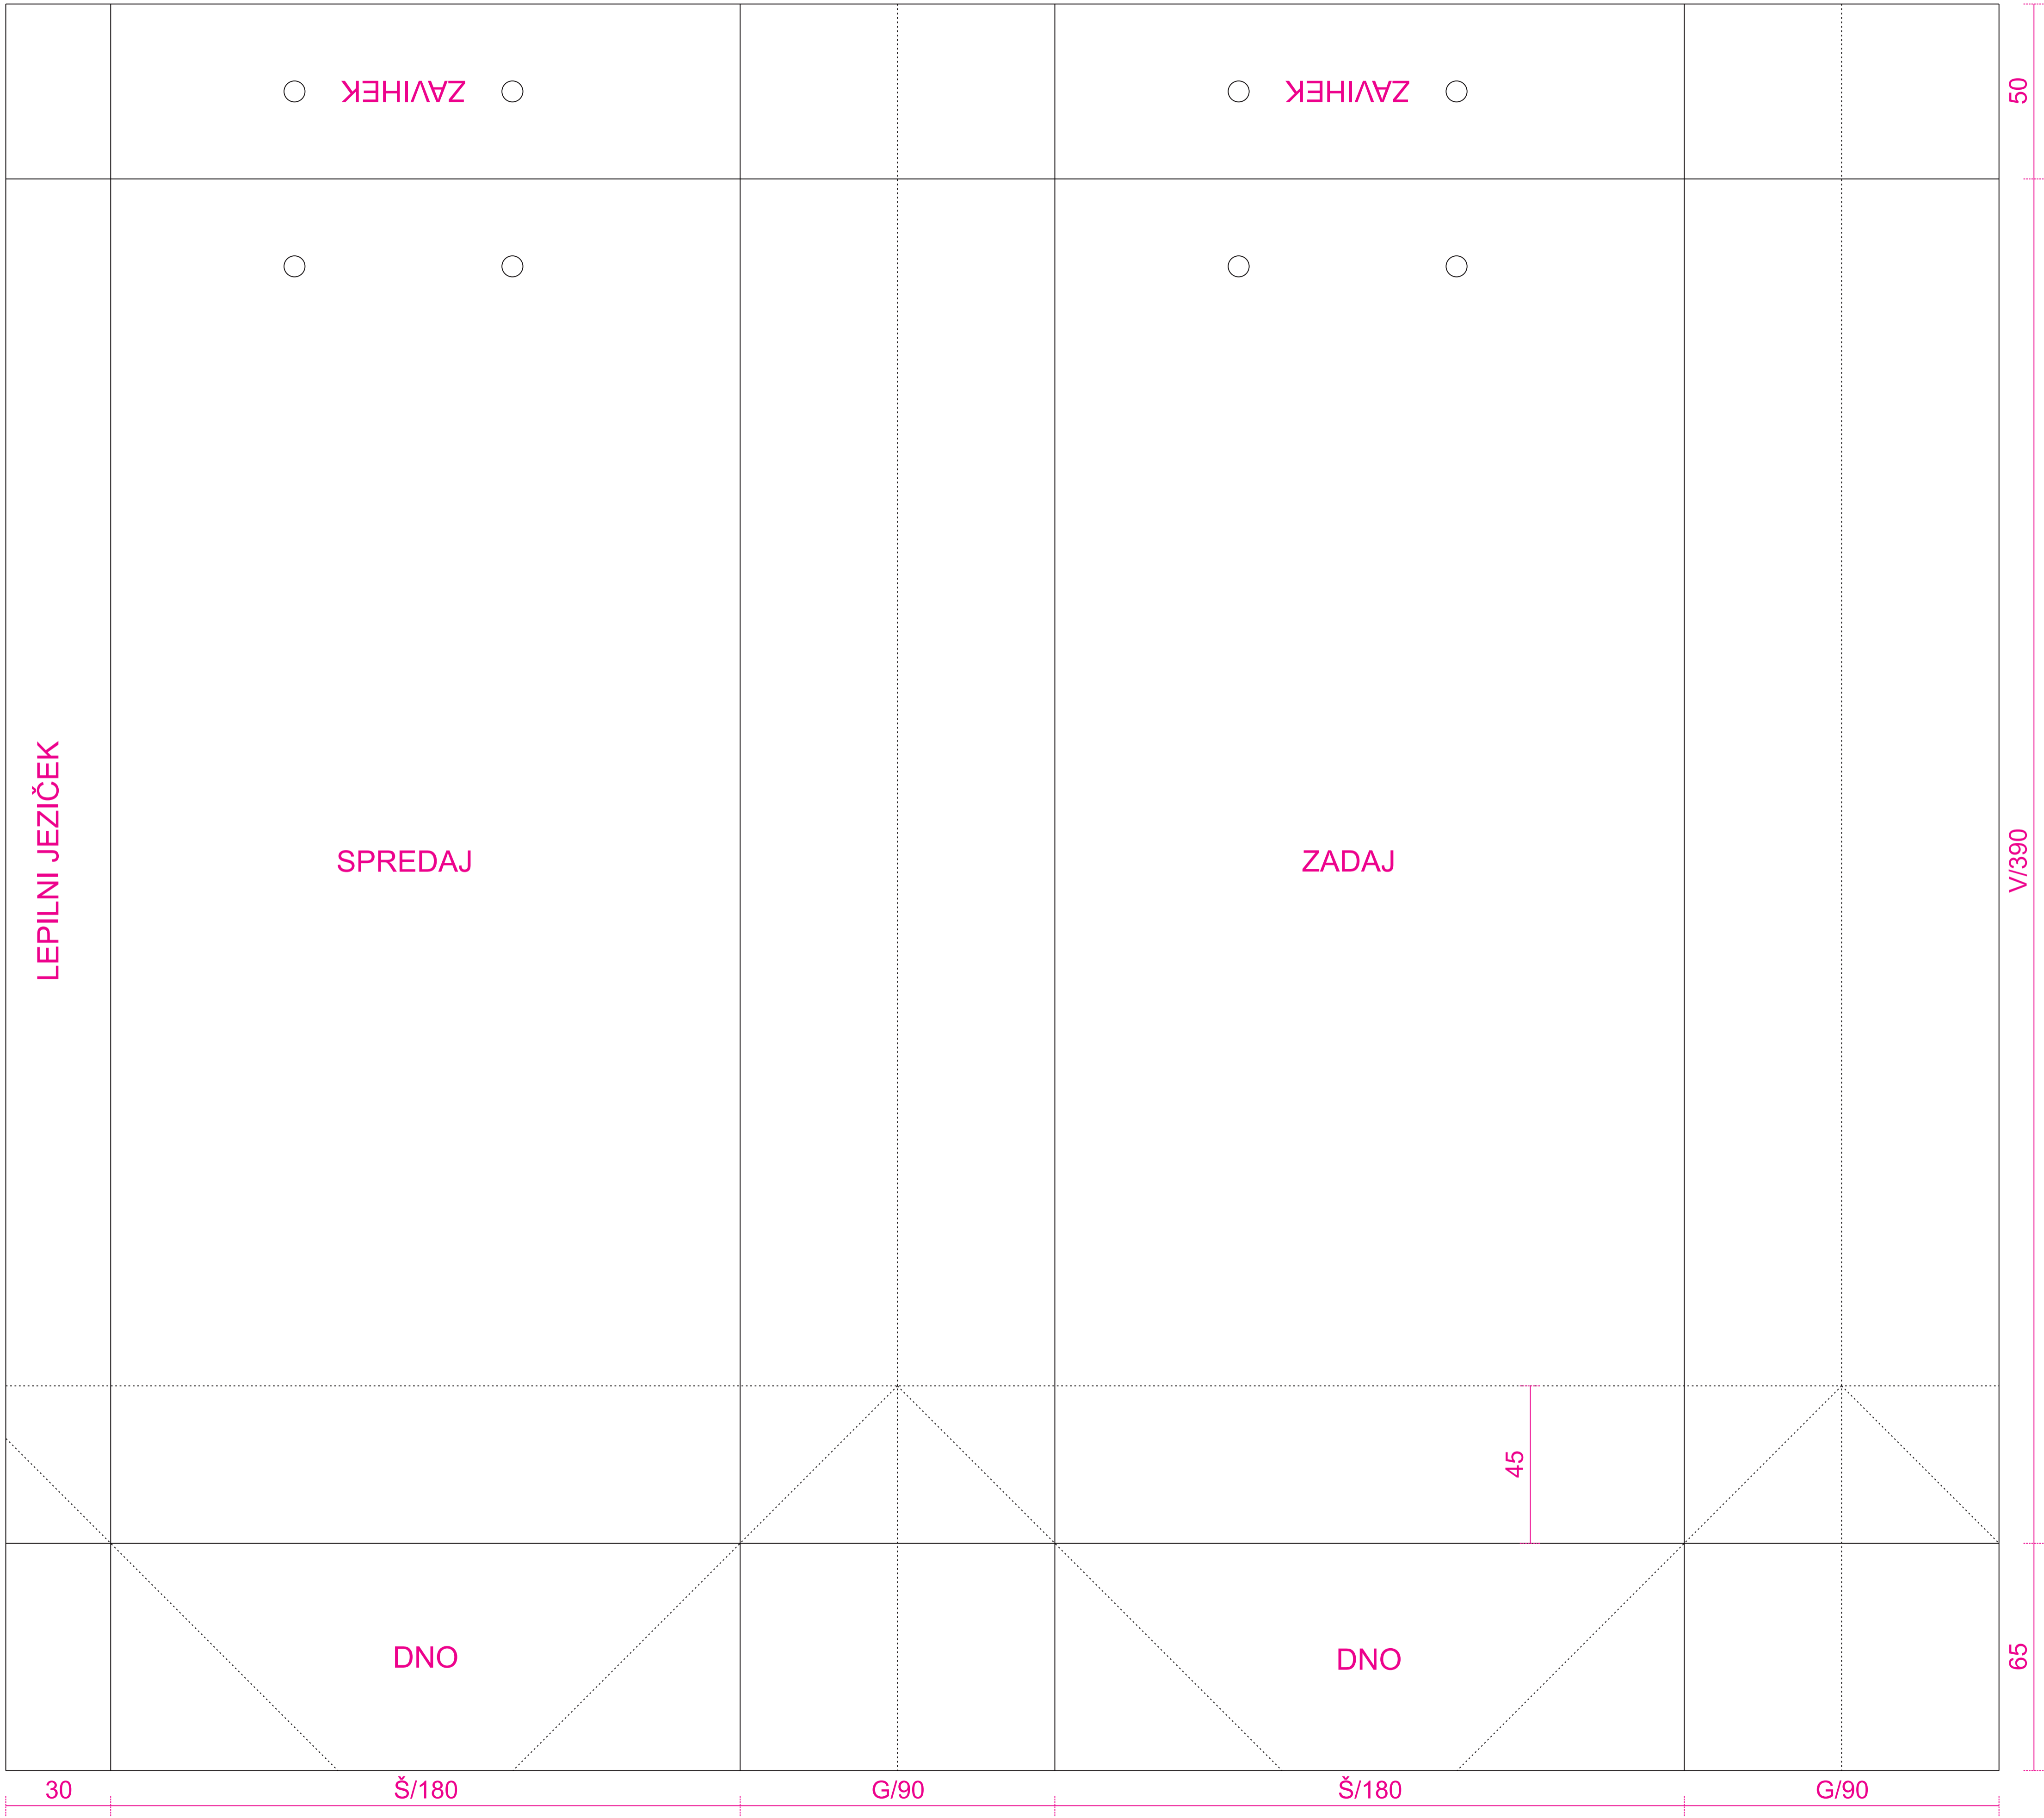 ZAVIHEK
ZAVIHEK
50
LEPILNI JEZIČEK
SPREDAJ
ZADAJ
V/390
45
DNO
DNO
65
30
Š/180
G/90
Š/180
G/90